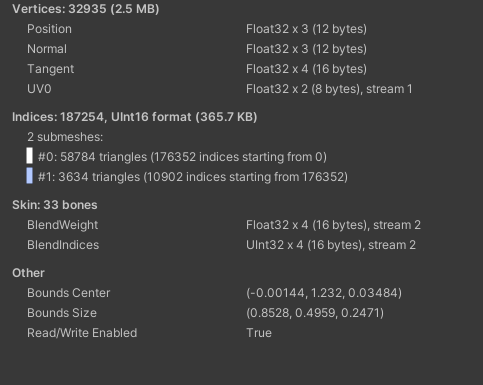 Vertices: 32935 (2.5 MB)
Position Float32 x 3 (12 bytes)
Normal Float32 x 3 (12 bytes)
Tangent Float32 x 4 (16 bytes)
UV0 Float32 x 2 (8 bytes), stream 1
Indices: 187254, UInt16 format (365.7 KB)
2 submeshes:
#0: 58784 triangles (176352 indices starting from 0)
#1: 3634 triangles (10902 indices starting from 176352)
Skin: 33 bones
BlendWeight Float32 x 4 (16 bytes), stream 2
BlendIndices UInt32 x 4 (16 bytes), stream 2
Other
Bounds Center (-0.00144, 1.232, 0.03484)
Bounds Size (0.8528, 0.4959, 0.2471)
Read/Write Enabled True